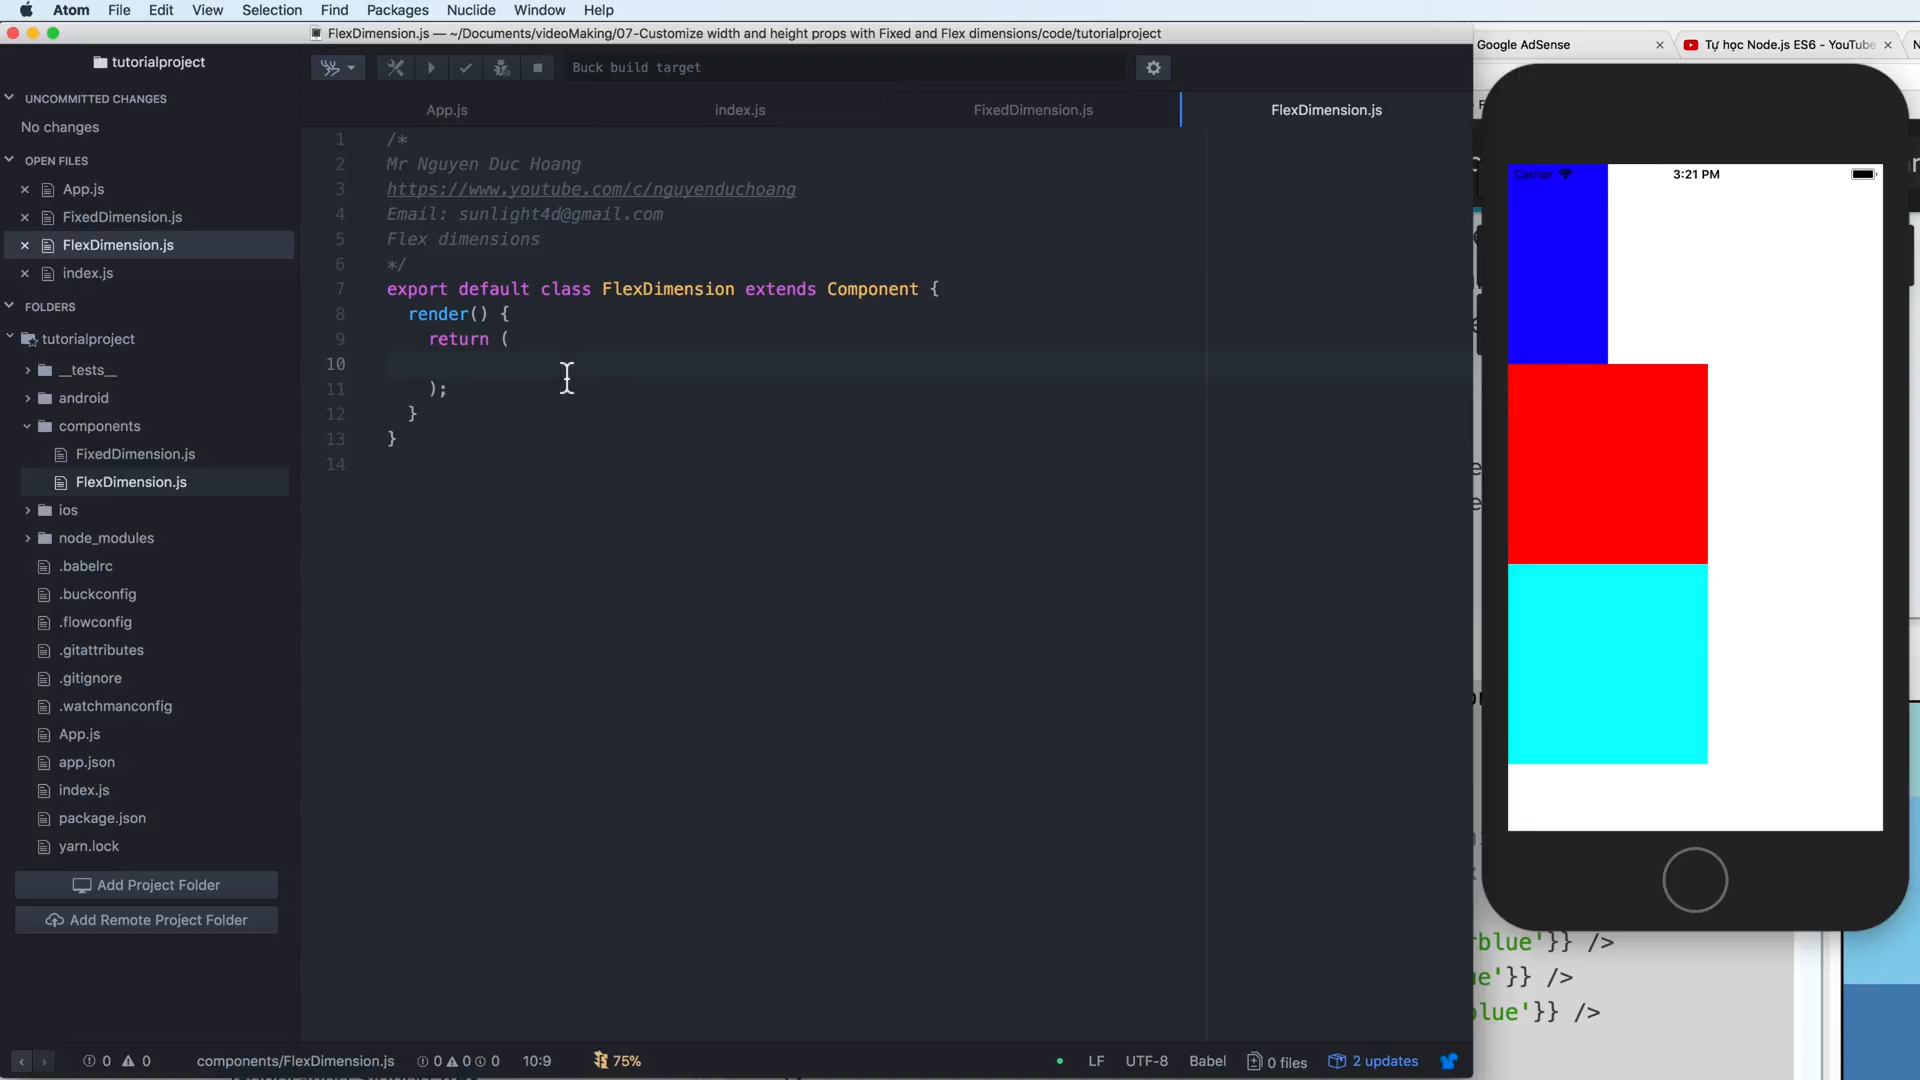 Atom File Edit View Selection Find Packages Nuclide Window Help
FlexDimension.js — ~/Documents/videoMaking/07-Customize width and height props with Fixed and Flex dimensions/code/tutorialproject
Google AdSense
Tự học Node.js ES6 - YouTube
tutorialproject
Buck build target
UNCOMMITTED CHANGES
No changes
OPEN FILES
App.js
FixedDimension.js
FlexDimension.js
index.js
FOLDERS
tutorialproject
__tests__
android
components
FixedDimension.js
FlexDimension.js
ios
node_modules
.babelrc
.buckconfig
.flowconfig
.gitattributes
.gitignore
.watchmanconfig
App.js
app.json
index.js
package.json
yarn.lock
Add Project Folder
Add Remote Project Folder
App.js index.js FixedDimension.js FlexDimension.js
1 /*
2 Mr Nguyen Duc Hoang
3 https://www.youtube.com/c/nguyenduchoang
4 Email: sunlight4d@gmail.com
5 Flex dimensions
6 */
7 export default class FlexDimension extends Component {
8 render() {
9 return (
10
11 );
12 }
13 }
14
Carrier 3:21 PM
rblue'}} />
ue'}} />
blue'}} />
0 0 components/FlexDimension.js 0 0 0 10:9 75% LF UTF-8 Babel 0 files 2 updates